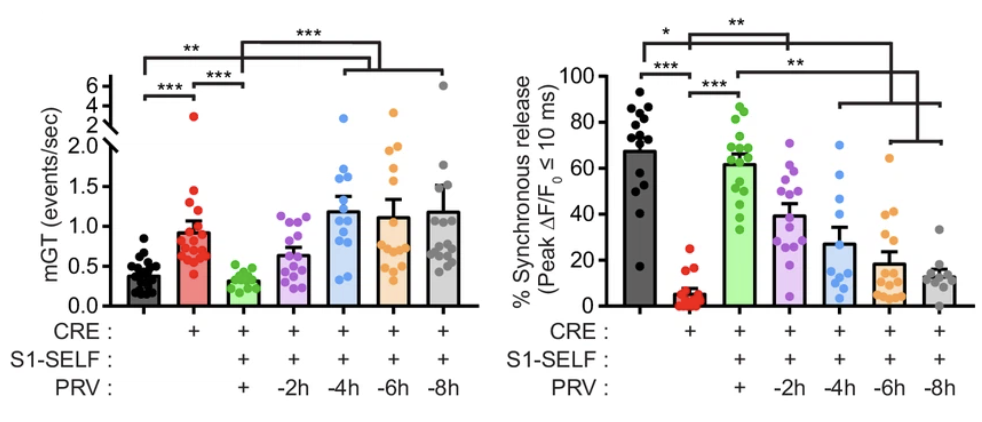 ***
**
***
***
mGT (events/sec)
6
4
2
2.0
1.5
1.0
0.5
0.0
CRE : + + + + + +
S1-SELF : + + + + +
PRV : + -2h -4h -6h -8h
**
*
***
**
***
% Synchronous release
(Peak ΔF/F0 ≤ 10 ms)
100
80
60
40
20
0
CRE : + + + + + +
S1-SELF : + + + + +
PRV : + -2h -4h -6h -8h